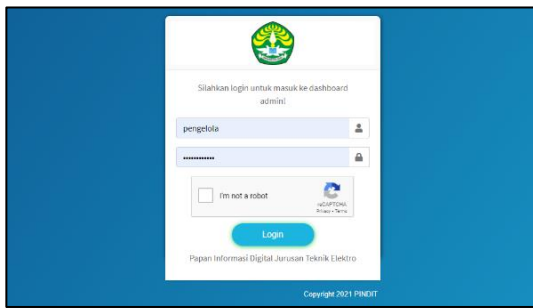 Silahkan login untuk masuk ke dashboard
admin!
pengelola
••••••••••••
I'm not a robot
reCAPTCHA
Privacy - Terms
Login
Papan Informasi Digital Jurusan Teknik Elektro
Copyright 2021 PINDIT